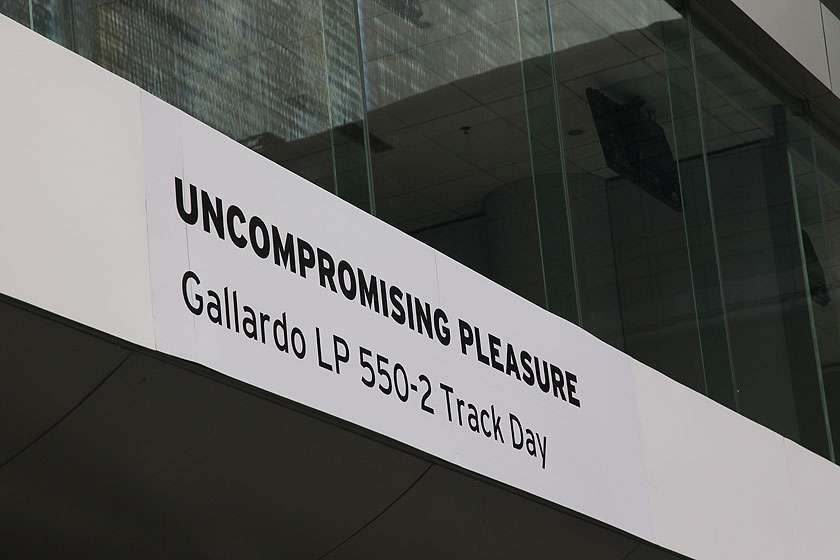 UNCOMPROMISING PLEASURE
Gallardo LP 550-2 Track Day